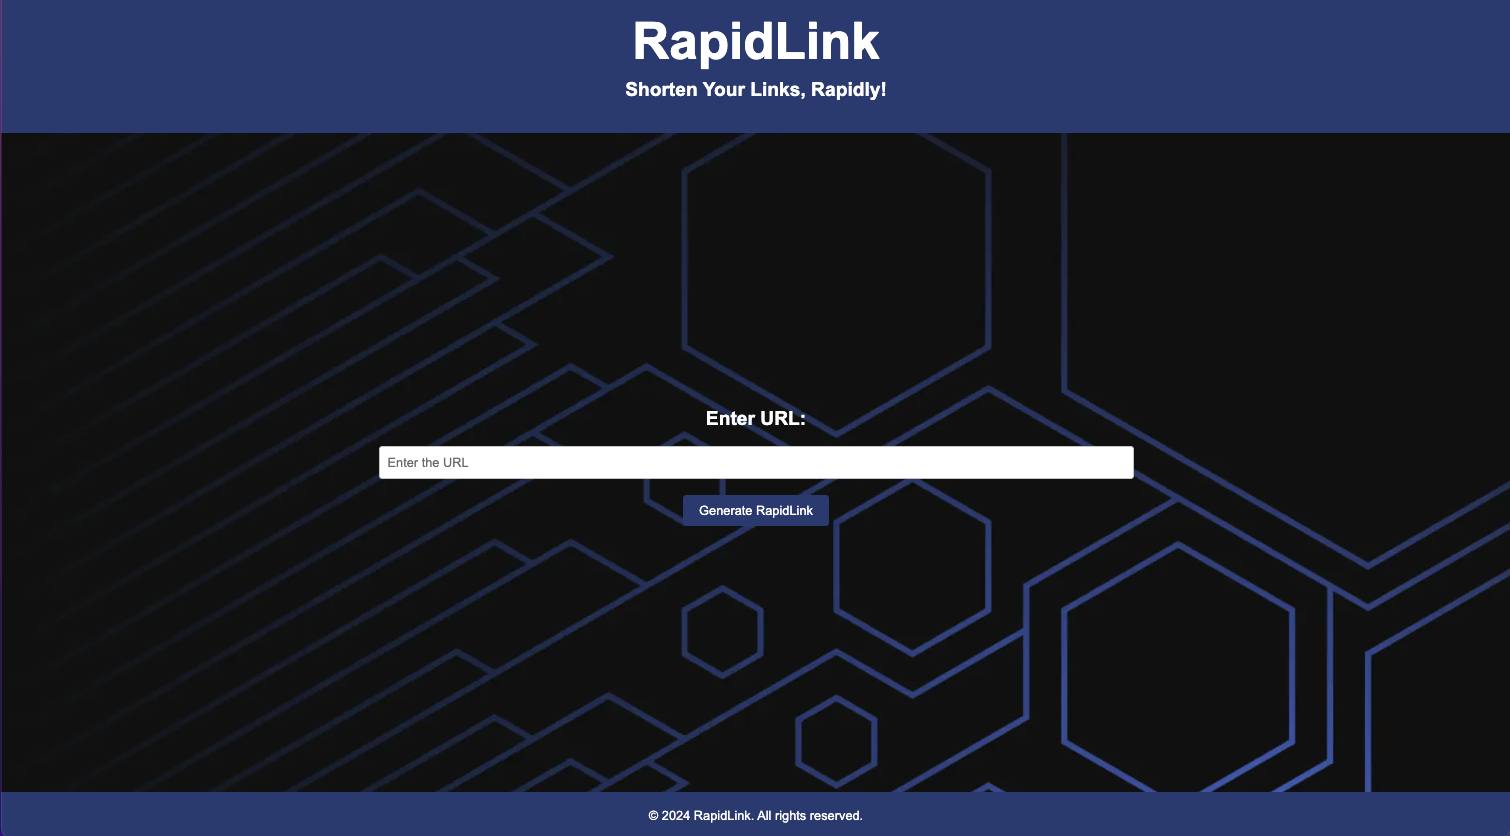 RapidLink
Shorten Your Links, Rapidly!
Enter URL:
Enter the URL
Generate RapidLink
© 2024 RapidLink. All rights reserved.